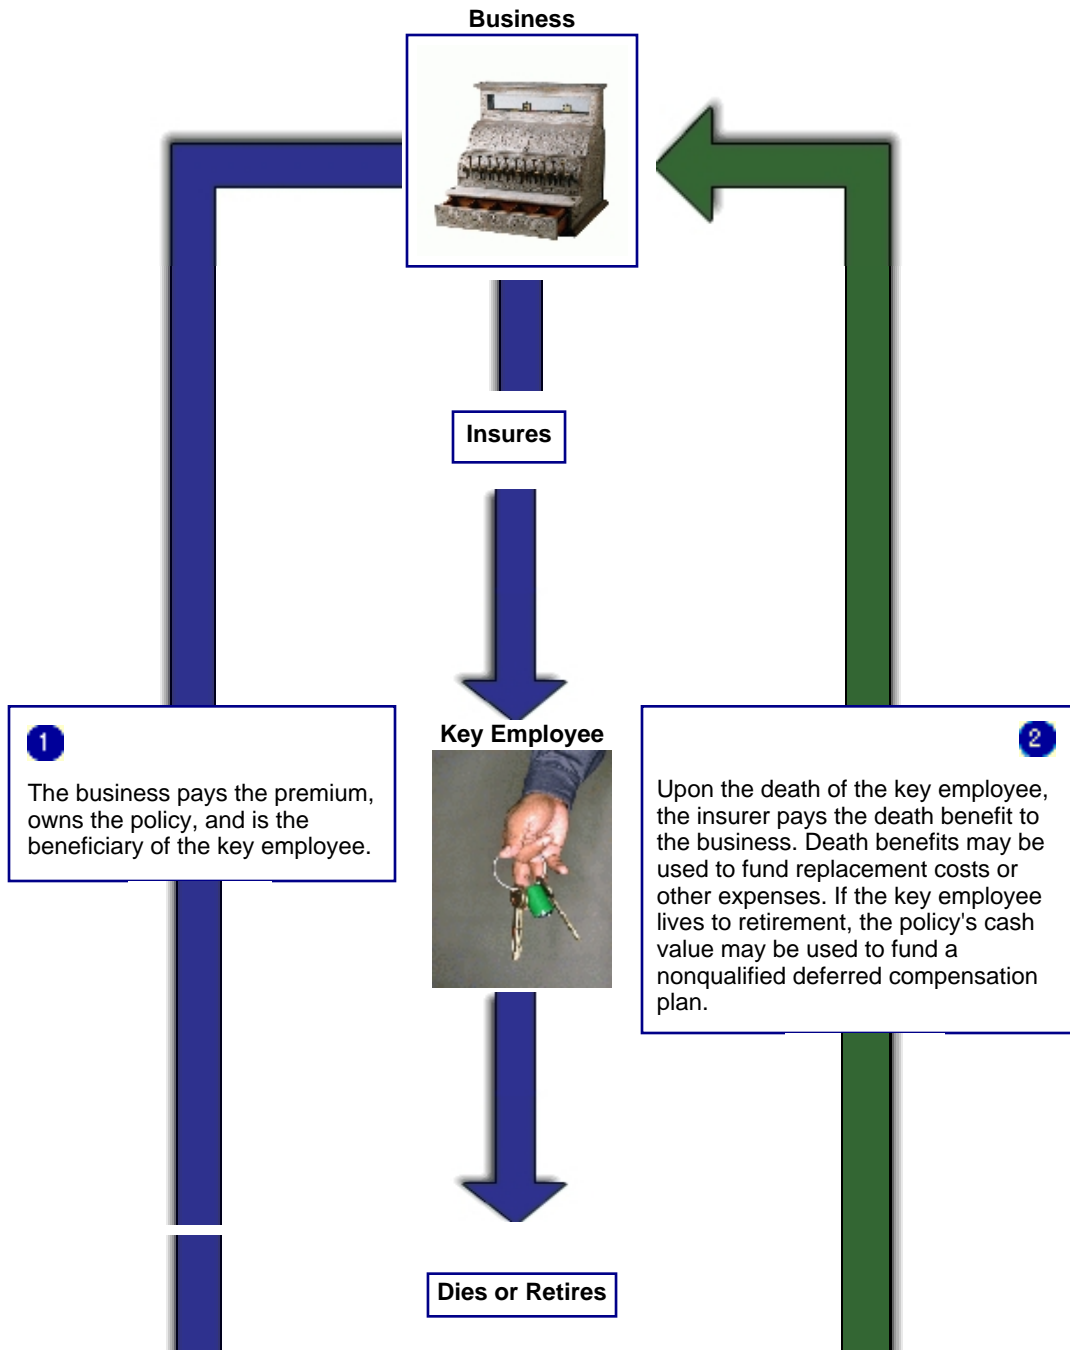 Business
Insures
1
The business pays the premium,
owns the policy, and is the
beneficiary of the key employee.
Key Employee
2
Upon the death of the key employee,
the insurer pays the death benefit to
the business. Death benefits may be
used to fund replacement costs or
other expenses. If the key employee
lives to retirement, the policy's cash
value may be used to fund a
nonqualified deferred compensation
plan.
Dies or Retires